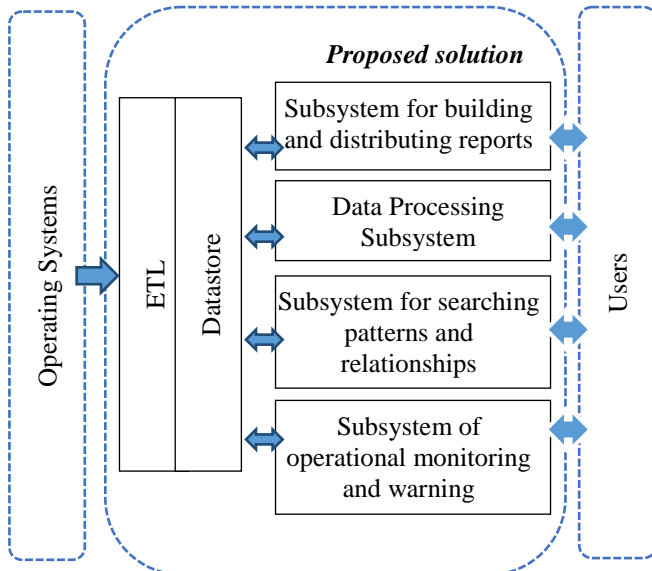 Proposed solution
Operating Systems
ETL
Datastore
Subsystem for building
and distributing reports
Data Processing
Subsystem
Subsystem for searching
patterns and
relationships
Subsystem of
operational monitoring
and warning
Users